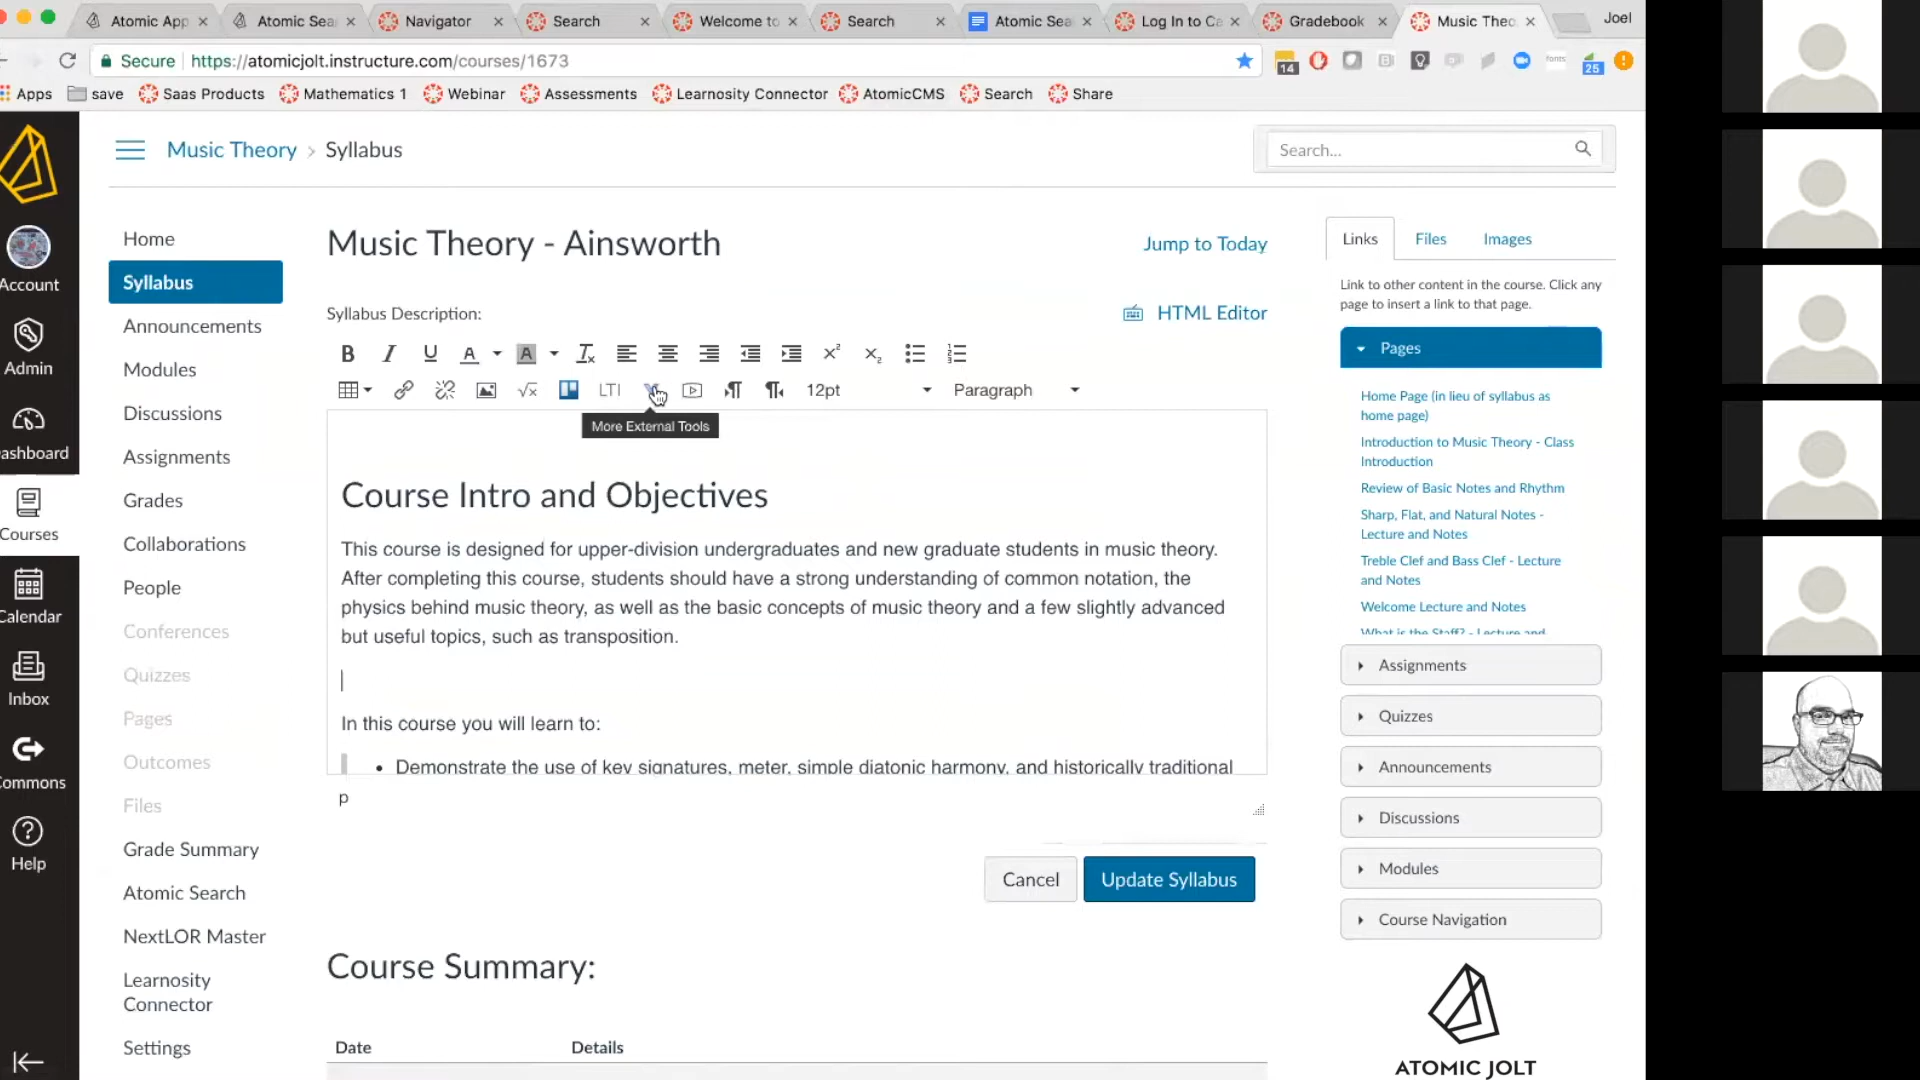 Atomic App
Atomic Sea
Navigator
Search
Welcome to
Search
Atomic Sea
Log In to Ca
Gradebook
Music Theo
Joel
Secure
https://atomicjolt.instructure.com/courses/1673
14
fonts
25
Apps
save
Saas Products
Mathematics 1
Webinar
Assessments
Learnosity Connector
AtomicCMS
Search
Share
Music Theory > Syllabus
Search...
Account
Admin
ashboard
Courses
Calendar
Inbox
ommons
Help
Home
Syllabus
Announcements
Modules
Discussions
Assignments
Grades
Collaborations
People
Conferences
Quizzes
Pages
Outcomes
Files
Grade Summary
Atomic Search
NextLOR Master
Learnosity
Connector
Settings
Music Theory - Ainsworth
Jump to Today
Syllabus Description:
HTML Editor
LTI
12pt
Paragraph
More External Tools
Course Intro and Objectives
This course is designed for upper-division undergraduates and new graduate students in music theory.
After completing this course, students should have a strong understanding of common notation, the
physics behind music theory, as well as the basic concepts of music theory and a few slightly advanced
but useful topics, such as transposition.
In this course you will learn to:
• Demonstrate the use of key signatures, meter, simple diatonic harmony, and historically traditional
p
Cancel
Update Syllabus
Course Summary:
Date
Details
Links
Files
Images
Link to other content in the course. Click any
page to insert a link to that page.
Pages
Home Page (in lieu of syllabus as
home page)
Introduction to Music Theory - Class
Introduction
Review of Basic Notes and Rhythm
Sharp, Flat, and Natural Notes -
Lecture and Notes
Treble Clef and Bass Clef - Lecture
and Notes
Welcome Lecture and Notes
What is the Staff? - Lecture and
Assignments
Quizzes
Announcements
Discussions
Modules
Course Navigation
ATOMIC JOLT